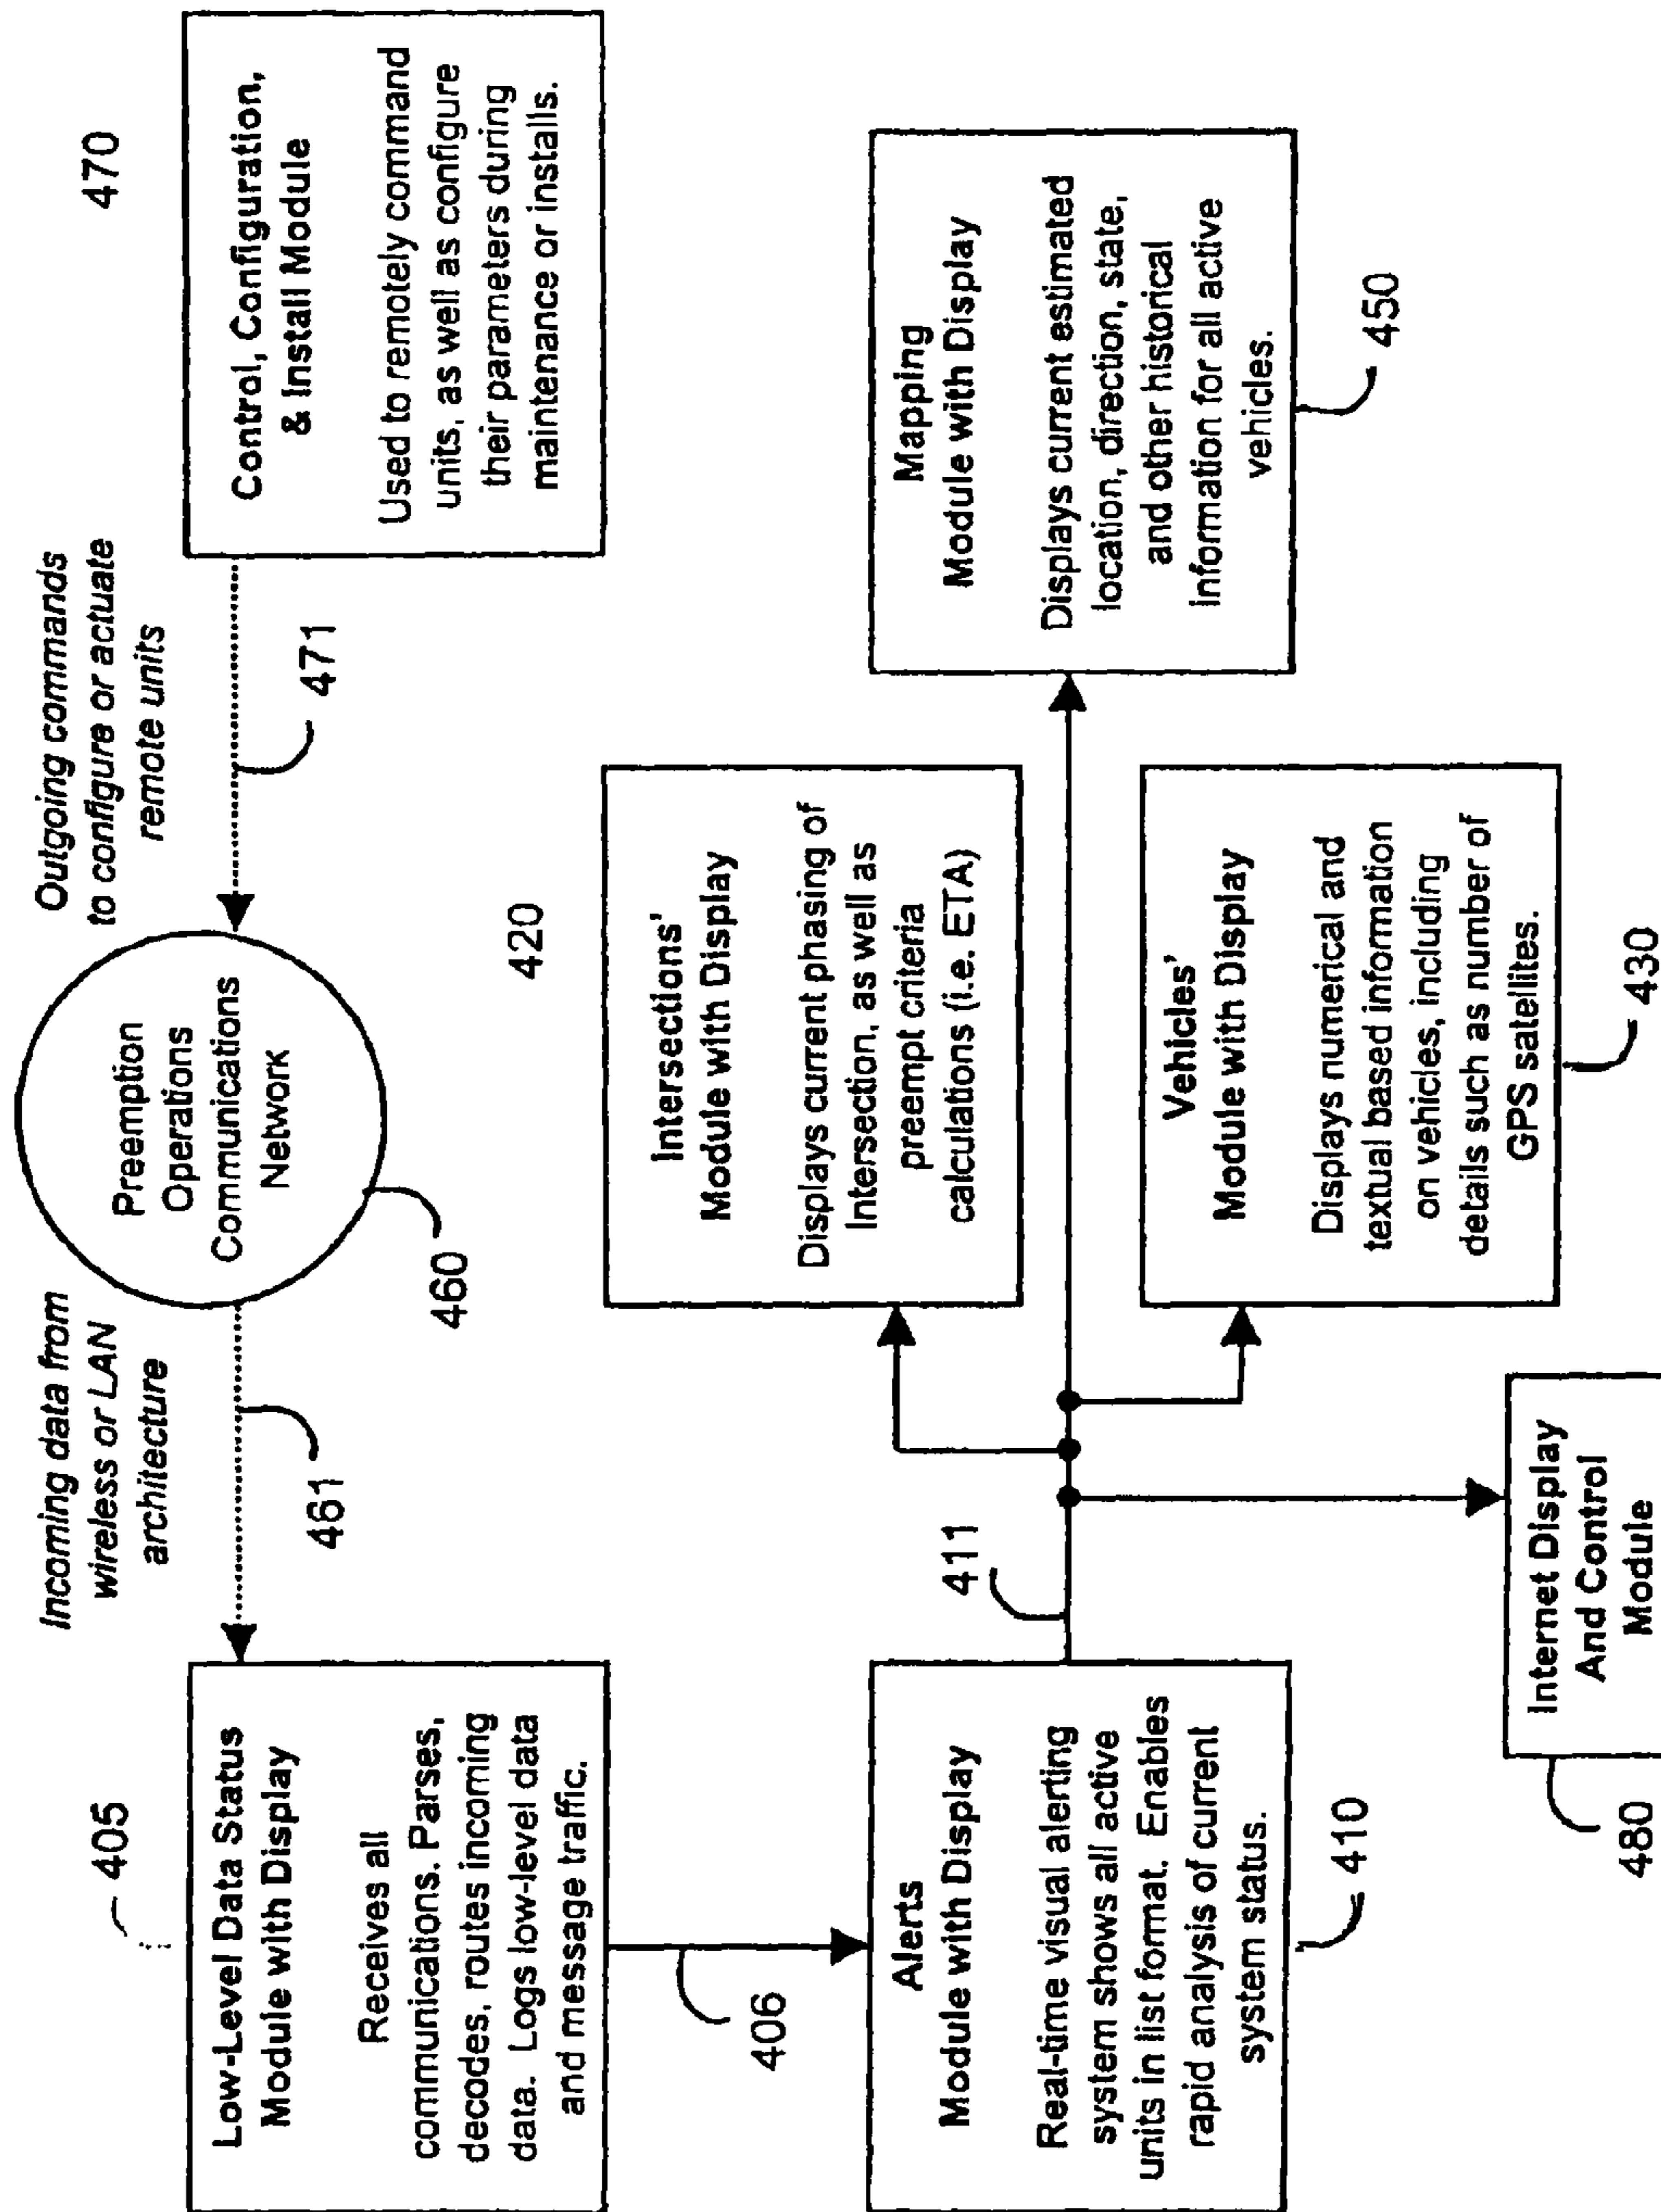 Outgoing commands
to configure or actuate
remote units
470
Control, Configuration,
& Install Module
Used to remotely command
units, as well as configure
their parameters during
maintenance or installs.
471
Preemption
Operations
Communications
Network
460
Incoming data from
wireless or LAN
architecture
461
405
Low-Level Data Status
Module with Display
Receives all
communications. Parses,
decodes, routes incoming
data. Logs low-level data
and message traffic.
406
Alerts
Module with Display
Real-time visual alerting
system shows all active
units in list format. Enables
rapid analysis of current
system status.
410
411
420
Intersections'
Module with Display
Displays current phasing of
Intersection, as well as
preempt criteria
calculations (i.e. ETA)
Vehicles'
Module with Display
Displays numerical and
textual based information
on vehicles, including
details such as number of
GPS satellites.
430
Mapping
Module with Display
Displays current estimated
location, direction, state,
and other historical
information for all active
vehicles.
450
Internet Display
And Control
Module
480